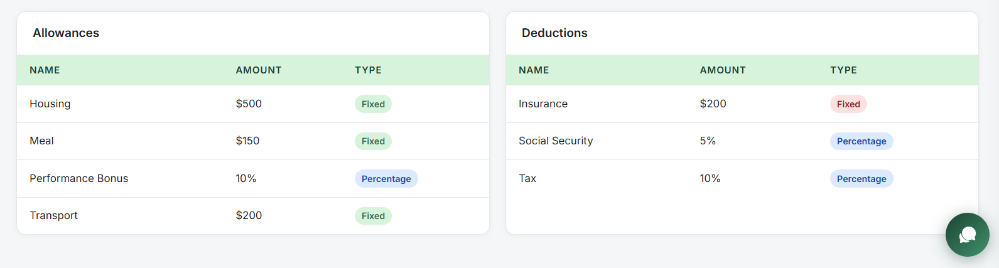 Allowances
NAME AMOUNT TYPE
Housing $500 Fixed
Meal $150 Fixed
Performance Bonus 10% Percentage
Transport $200 Fixed
Deductions
NAME AMOUNT TYPE
Insurance $200 Fixed
Social Security 5% Percentage
Tax 10% Percentage